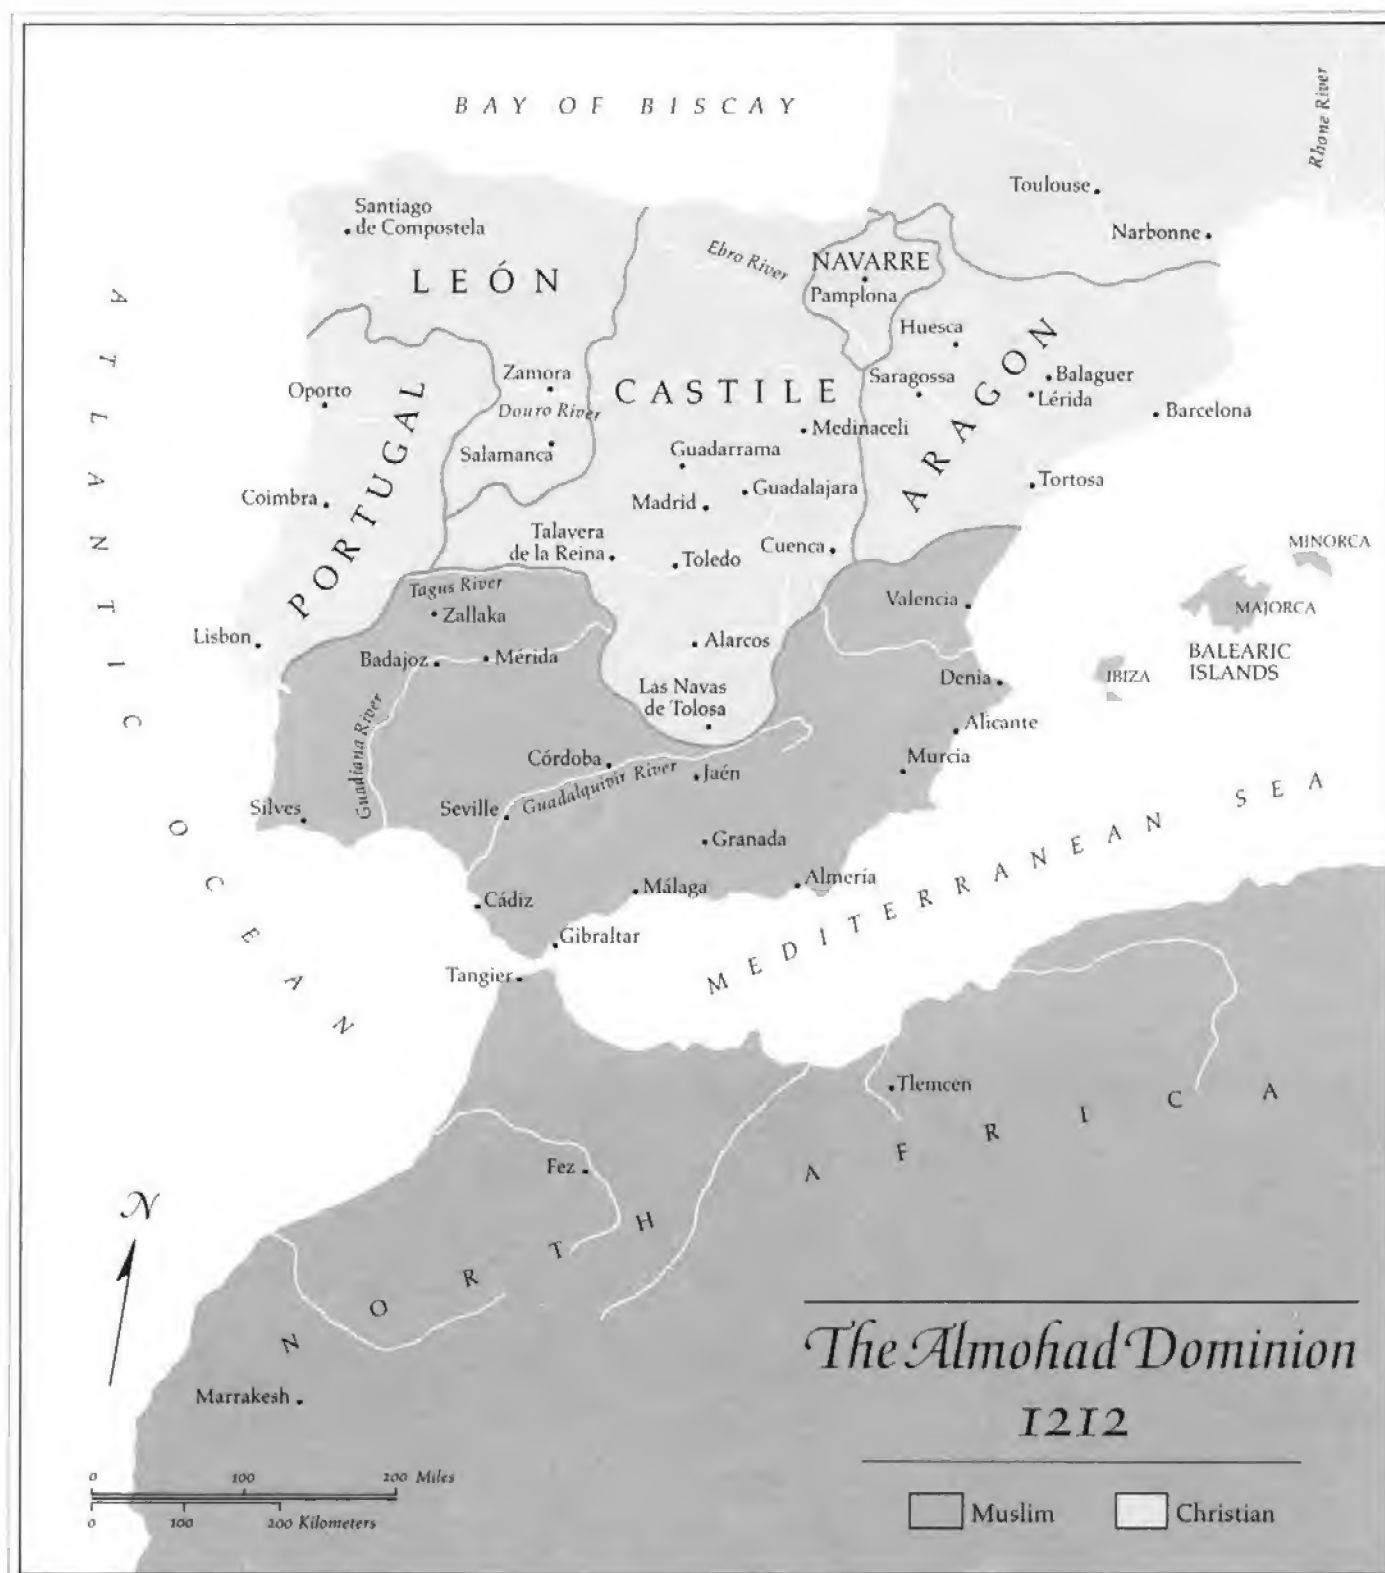 BAY OF BISCAY
Rhone River
Toulouse
Narbonne
Santiago
de Compostela
LEÓN
Ebro River
NAVARRE
Pamplona
Huesca
ATLANTIC OCEAN
Oporto
Zamora
Douro River
Salamanca
CASTILE
Saragossa
ARAGON
Balaguer
Lérida
Barcelona
Medinaceli
Guadarrama
PORTUGAL
Coimbra
Madrid
Guadalajara
Tortosa
Talavera
de la Reina
Toledo
Cuenca
MINORCA
Tagus River
Zallaka
Valencia
MAJORCA
Lisbon
Badajoz
Mérida
Alarcos
BALEARIC
ISLANDS
IBIZA
Denia
Las Navas
de Tolosa
Alicante
Guadiana River
Córdoba
Guadalquivir River
Jaén
Murcia
Silves
Seville
Granada
MEDITERRANEAN SEA
Cádiz
Málaga
Almería
Gibraltar
Tangier
Tlemcen
NORTH AFRICA
Fez
N
Marrakesh
The Almohad Dominion
1212
0 100 200 Miles
0 100 200 Kilometers
Muslim
Christian